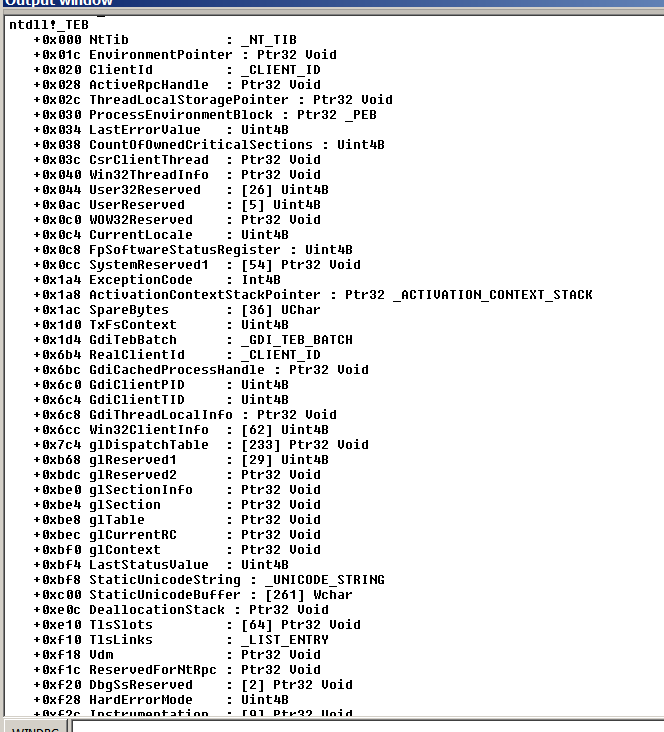 Output Window
ntdll!_TEB
+0x000 NtTib : _NT_TIB
+0x01c EnvironmentPointer : Ptr32 Void
+0x020 ClientId : _CLIENT_ID
+0x028 ActiveRpcHandle : Ptr32 Void
+0x02c ThreadLocalStoragePointer : Ptr32 Void
+0x030 ProcessEnvironmentBlock : Ptr32 _PEB
+0x034 LastErrorValue : Uint4B
+0x038 CountOfOwnedCriticalSections : Uint4B
+0x03c CsrClientThread : Ptr32 Void
+0x040 Win32ThreadInfo : Ptr32 Void
+0x044 User32Reserved : [26] Uint4B
+0x0ac UserReserved : [5] Uint4B
+0x0c0 WOW32Reserved : Ptr32 Void
+0x0c4 CurrentLocale : Uint4B
+0x0c8 FpSoftwareStatusRegister : Uint4B
+0x0cc SystemReserved1 : [54] Ptr32 Void
+0x1a4 ExceptionCode : Int4B
+0x1a8 ActivationContextStackPointer : Ptr32 _ACTIVATION_CONTEXT_STACK
+0x1ac SpareBytes : [36] UChar
+0x1d0 TxFsContext : Uint4B
+0x1d4 GdiTebBatch : _GDI_TEB_BATCH
+0x6b4 RealClientId : _CLIENT_ID
+0x6bc GdiCachedProcessHandle : Ptr32 Void
+0x6c0 GdiClientPID : Uint4B
+0x6c4 GdiClientTID : Uint4B
+0x6c8 GdiThreadLocalInfo : Ptr32 Void
+0x6cc Win32ClientInfo : [62] Uint4B
+0x7c4 glDispatchTable : [233] Ptr32 Void
+0xb68 glReserved1 : [29] Uint4B
+0xbdc glReserved2 : Ptr32 Void
+0xbe0 glSectionInfo : Ptr32 Void
+0xbe4 glSection : Ptr32 Void
+0xbe8 glTable : Ptr32 Void
+0xbec glCurrentRC : Ptr32 Void
+0xbf0 glContext : Ptr32 Void
+0xbf4 LastStatusValue : Uint4B
+0xbf8 StaticUnicodeString : _UNICODE_STRING
+0xc00 StaticUnicodeBuffer : [261] Wchar
+0xe0c DeallocationStack : Ptr32 Void
+0xe10 TlsSlots : [64] Ptr32 Void
+0xf10 TlsLinks : _LIST_ENTRY
+0xf18 Vdm : Ptr32 Void
+0xf1c ReservedForNtRpc : Ptr32 Void
+0xf20 DbgSsReserved : [2] Ptr32 Void
+0xf28 HardErrorMode : Uint4B
+0xf2c Instrumentation : [9] Ptr32 Void
WINDBG